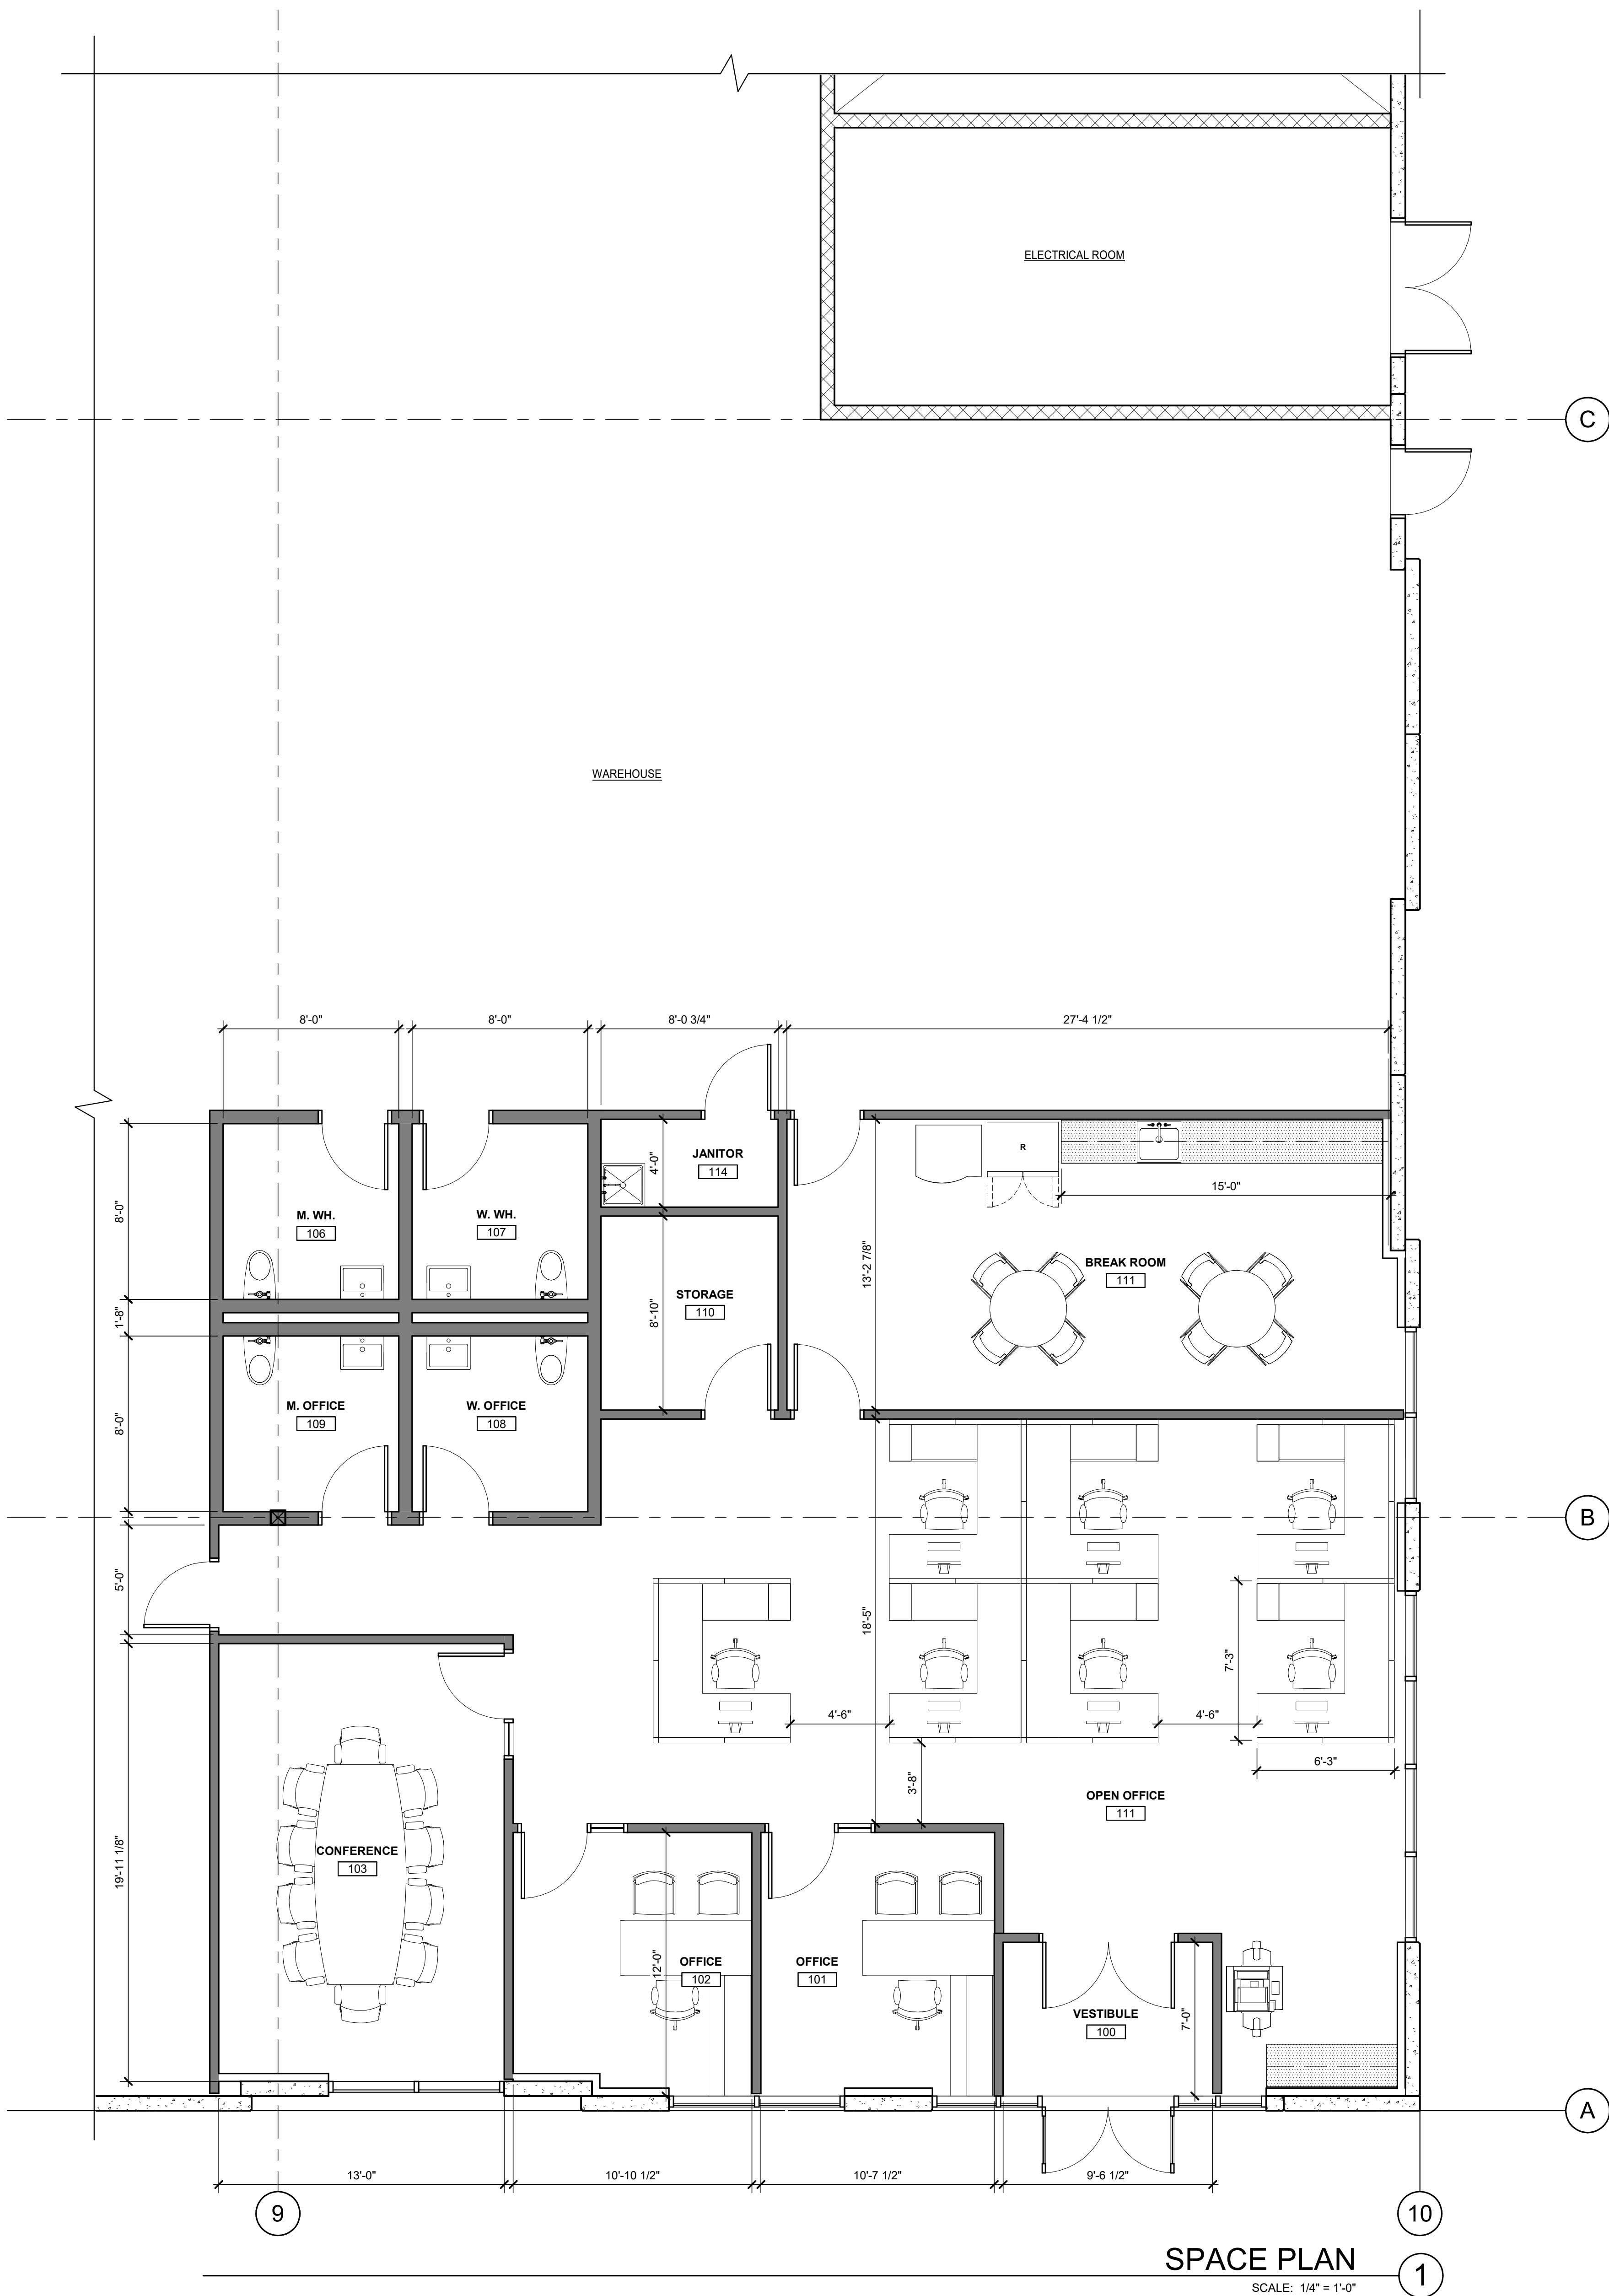 ELECTRICAL ROOM
C
WAREHOUSE
8'-0"
8'-0"
8'-0 3/4"
27'-4 1/2"
JANITOR
114
4'-0"
R
15'-0"
8'-0"
M. WH.
106
W. WH.
107
13'-2 7/8"
BREAK ROOM
111
STORAGE
110
8'-10"
1'-8"
8'-0"
M. OFFICE
109
W. OFFICE
108
B
5'-0"
18'-5"
7'-3"
4'-6"
4'-6"
6'-3"
3'-8"
OPEN OFFICE
111
19'-11 1/8"
CONFERENCE
103
12'-0"
OFFICE
102
OFFICE
101
VESTIBULE
100
7'-0"
A
13'-0"
10'-10 1/2"
10'-7 1/2"
9'-6 1/2"
9
10
SPACE PLAN
1
SCALE: 1/4" = 1'-0"